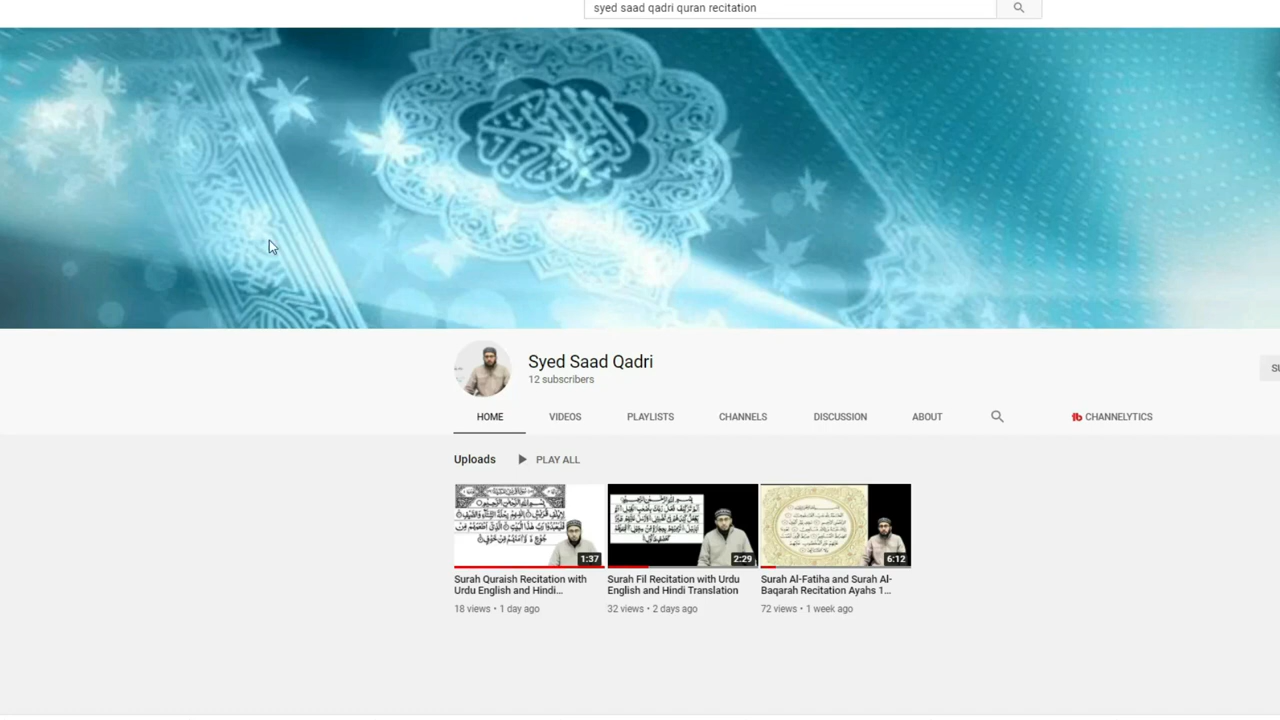 syed saad qadri quran recitation
Syed Saad Qadri
12 subscribers
SU
HOME VIDEOS PLAYLISTS CHANNELS DISCUSSION ABOUT CHANNELYTICS
Uploads PLAY ALL
1:37 2:29 6:12
Surah Quraish Recitation with
Urdu English and Hindi...
18 views • 1 day ago
Surah Fil Recitation with Urdu
English and Hindi Translation
32 views • 2 days ago
Surah Al-Fatiha and Surah Al-
Baqarah Recitation Ayahs 1...
72 views • 1 week ago